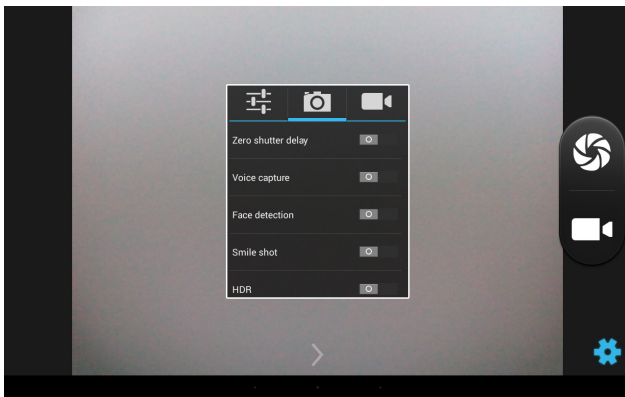 Zero shutter delay
Voice capture
Face detection
Smile shot
HDR